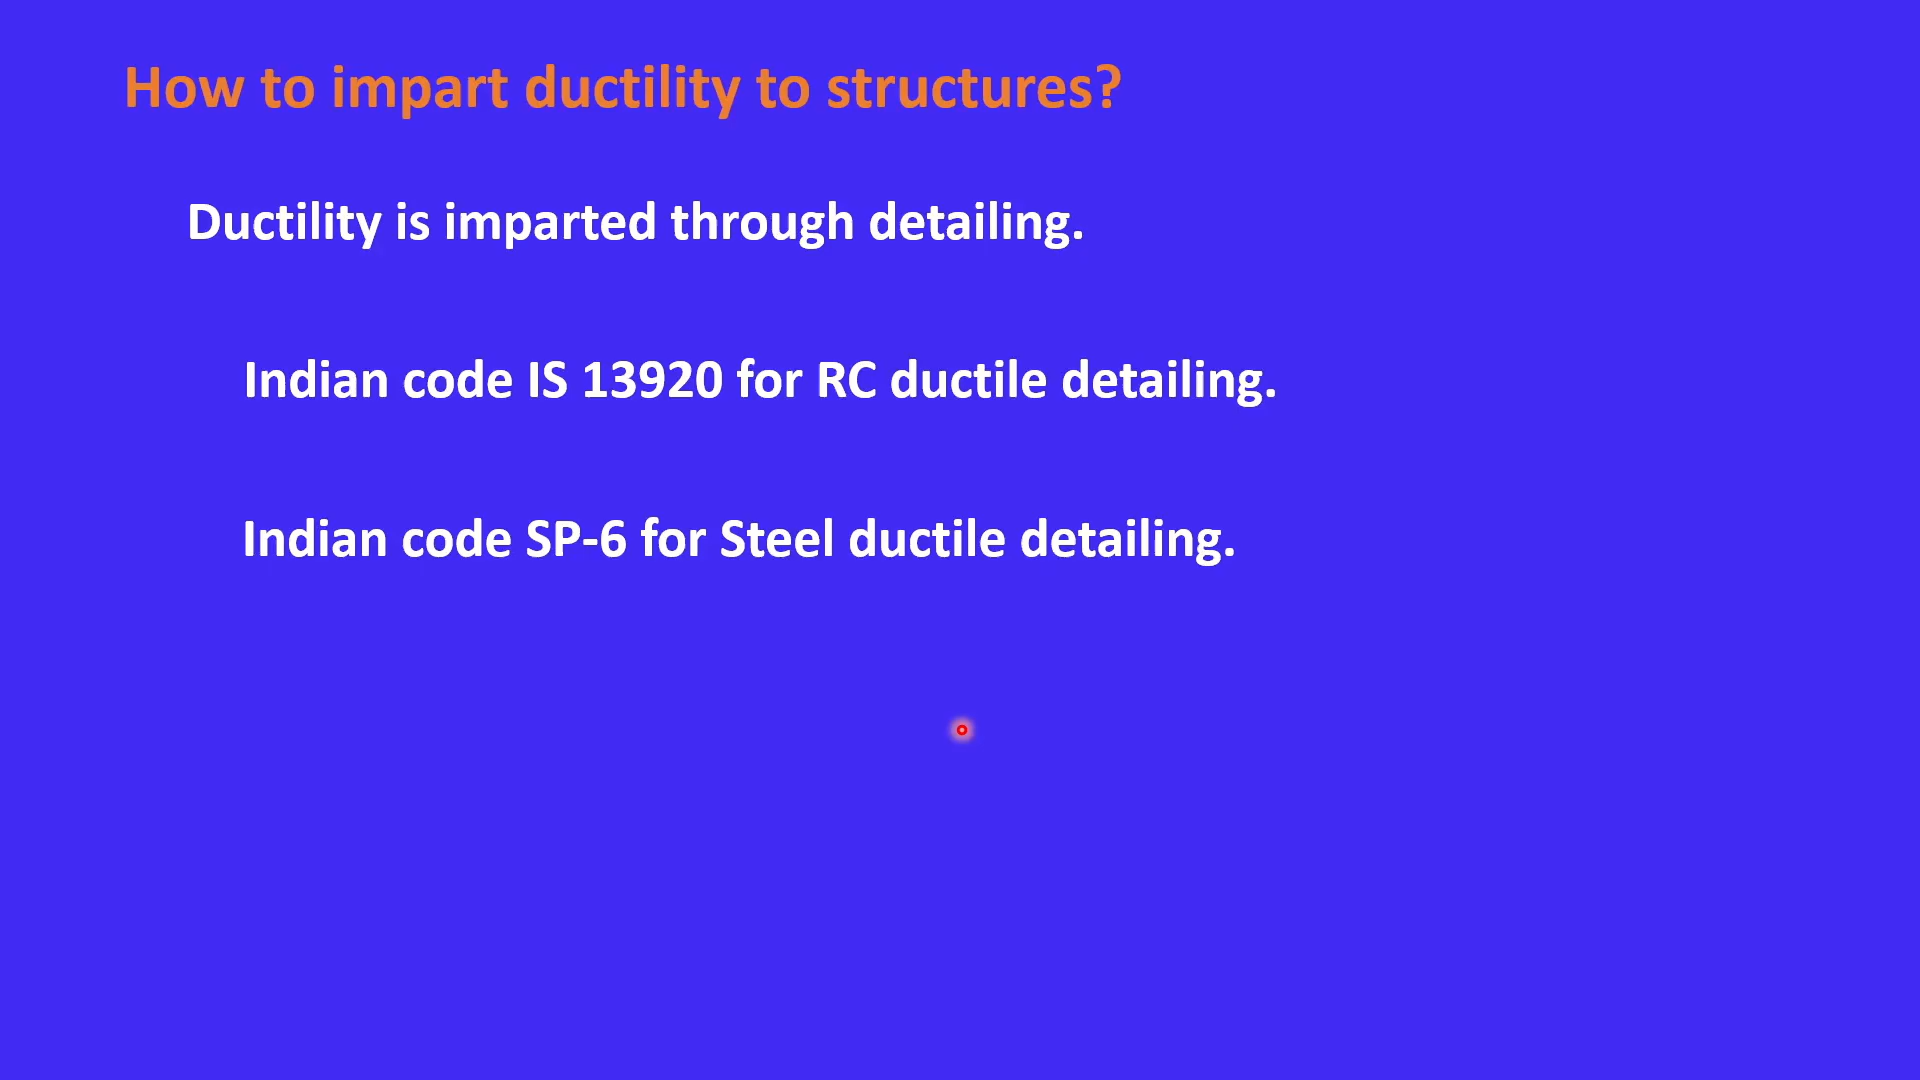 How to impart ductility to structures?
Ductility is imparted through detailing.
Indian code IS 13920 for RC ductile detailing.
Indian code SP-6 for Steel ductile detailing.